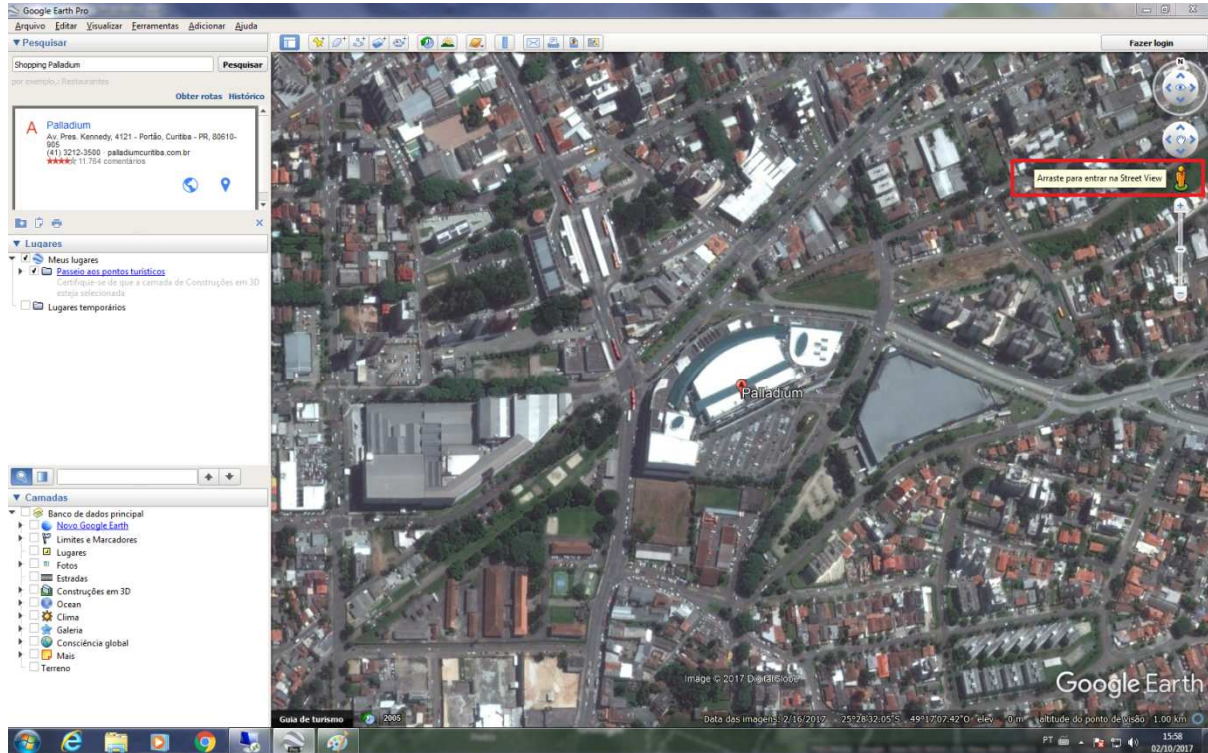 Google Earth Pro
Arquivo Editar Visualizar Ferramentas Adicionar Ajuda
▼ Pesquisar
Shopping Palladium
Pesquisar
por exemplo,: Restaurantes
Obter rotas Histórico
A
Palladium
Av. Pres. Kennedy, 4121 - Portão, Curitiba - PR, 80610-
905
(41) 3212-3500 · palladiumcuritiba.com.br
11.764 comentários
▼ Lugares
Meus lugares
Passeio aos pontos turísticos
Certifique-se de que a camada de Construções em 3D
esteja selecionada
Lugares temporários
▼ Camadas
Banco de dados principal
Novo Google Earth
Limites e Marcadores
Lugares
Fotos
Estradas
Construções em 3D
Ocean
Clima
Galeria
Consciência global
Mais
Terreno
Fazer login
N
Arraste para entrar na Street View
A
Palladium
Image © 2017 DigitalGlobe
Google Earth
Guia de turismo
2005
Data das imagens: 2/16/2017 25°28'32.05"S 49°17'07.42"O elev 0 m altitude do ponto de visão 1.00 km
PT
15:58
02/10/2017